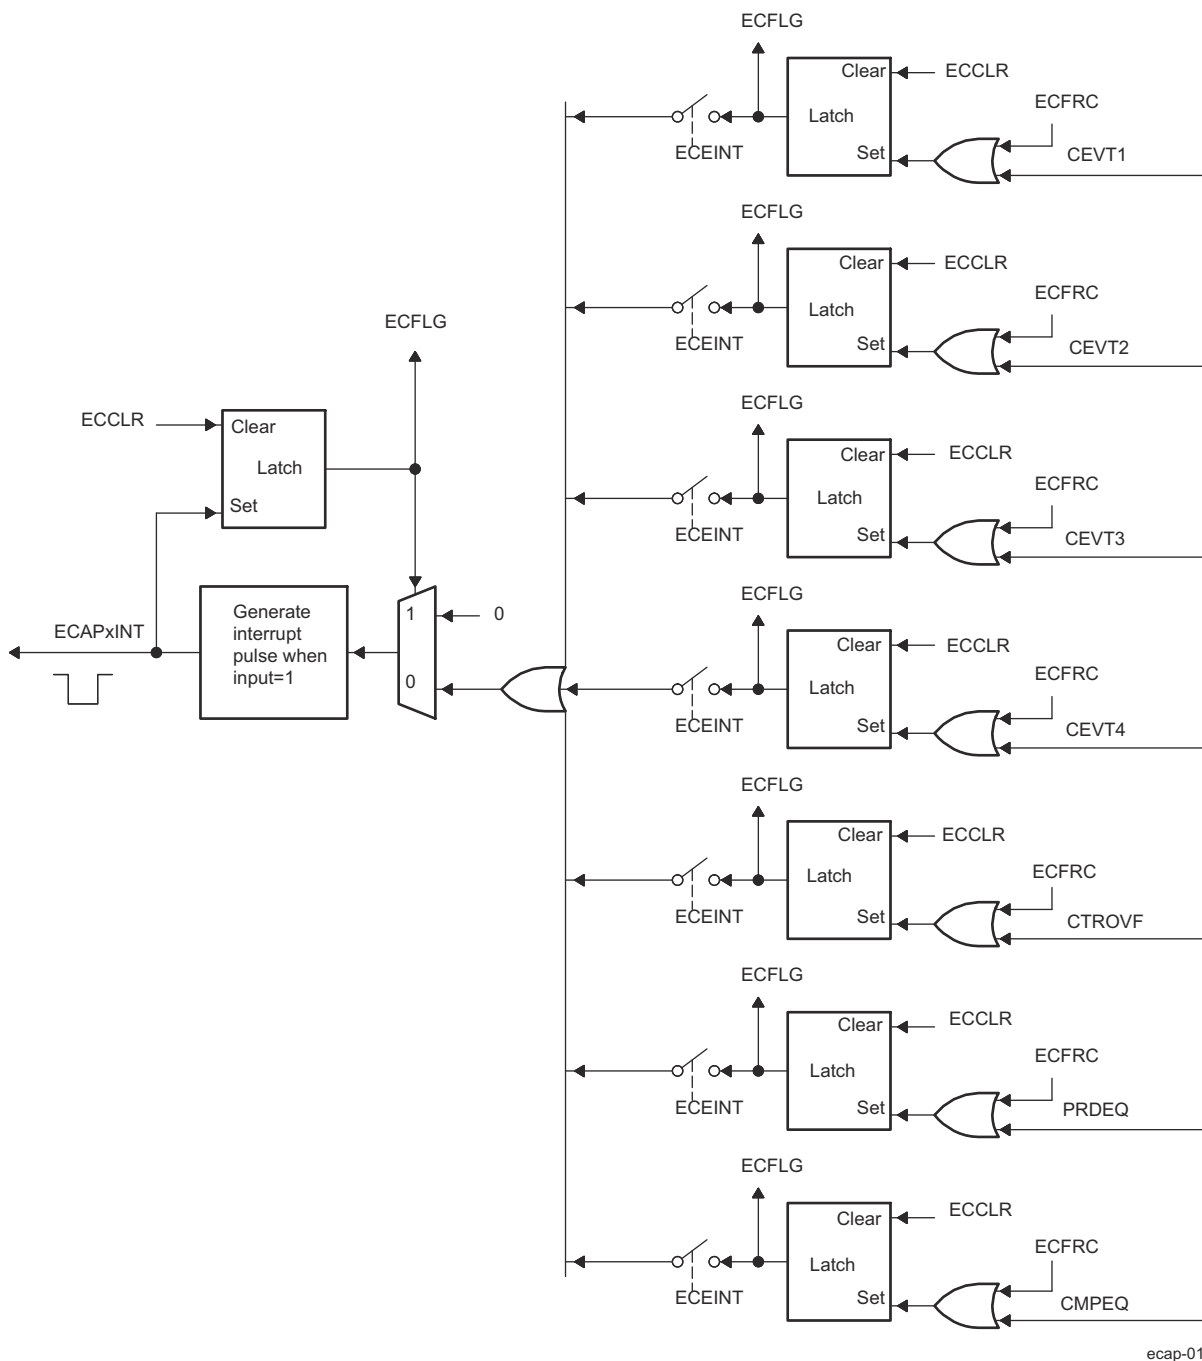 ECFLG
Clear
ECCLR
ECFRC
Latch
CEVT1
Set
ECEINT
ECFLG
Clear
ECCLR
ECFRC
Latch
CEVT2
Set
ECEINT
ECFLG
ECCLR
Clear
Latch
Set
ECFLG
Clear
ECCLR
ECFRC
Latch
CEVT3
Set
ECEINT
ECAPxINT
Generate
interrupt
pulse when
input=1
1
0
0
ECFLG
Clear
ECCLR
ECFRC
Latch
CEVT4
Set
ECEINT
ECFLG
Clear
ECCLR
ECFRC
Latch
CTROVF
Set
ECEINT
ECFLG
Clear
ECCLR
ECFRC
Latch
PRDEQ
Set
ECEINT
ECFLG
Clear
ECCLR
ECFRC
Latch
CMPEQ
Set
ECEINT
ecap-01